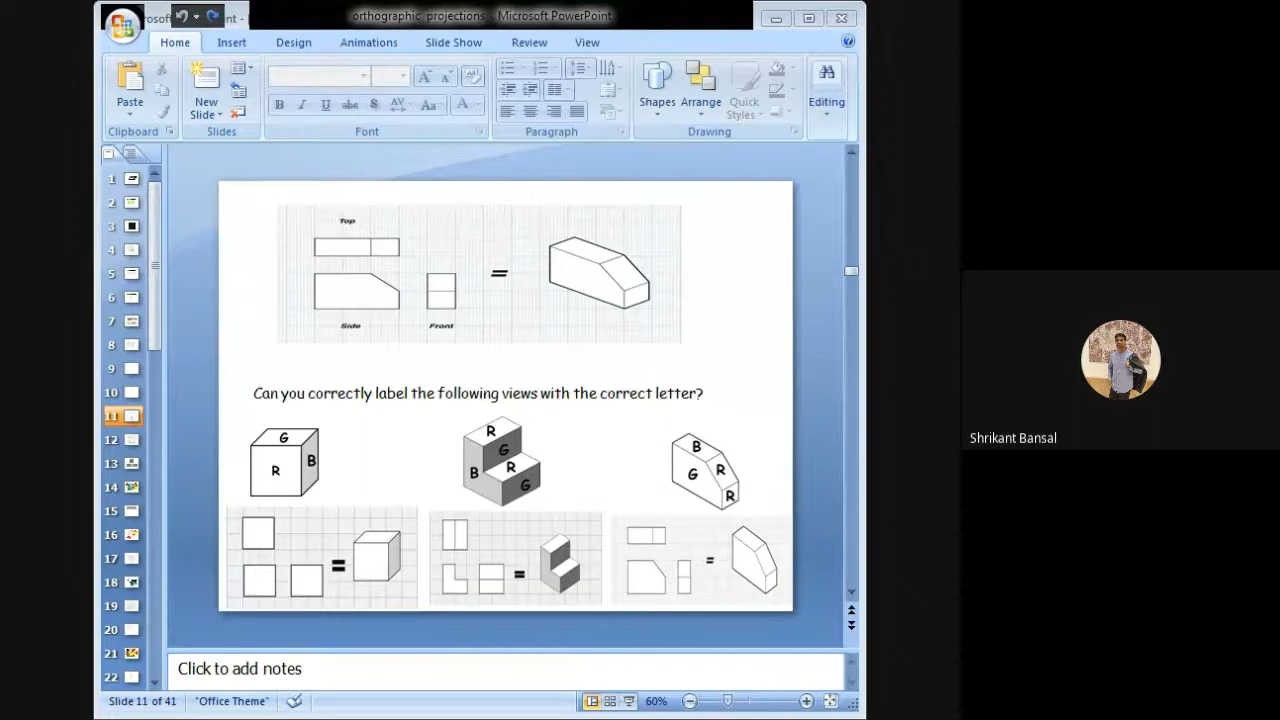 orthographic projections - Microsoft PowerPoint
Home Insert Design Animations Slide Show Review View
Paste
New
Slide
Shapes Arrange Quick
Styles
Editing
Clipboard Slides Font Paragraph Drawing
B I U abc S AV Aa A
1
2
3
4
5
6
7
8
9
10
11
12
13
14
15
16
17
18
19
20
21
22
Top
=
Side Front
Can you correctly label the following views with the correct letter?
G
R
B
R
G
B
R
G
B
G
R
R
= = =
Click to add notes
Slide 11 of 41 "Office Theme" 60%
Shrikant Bansal